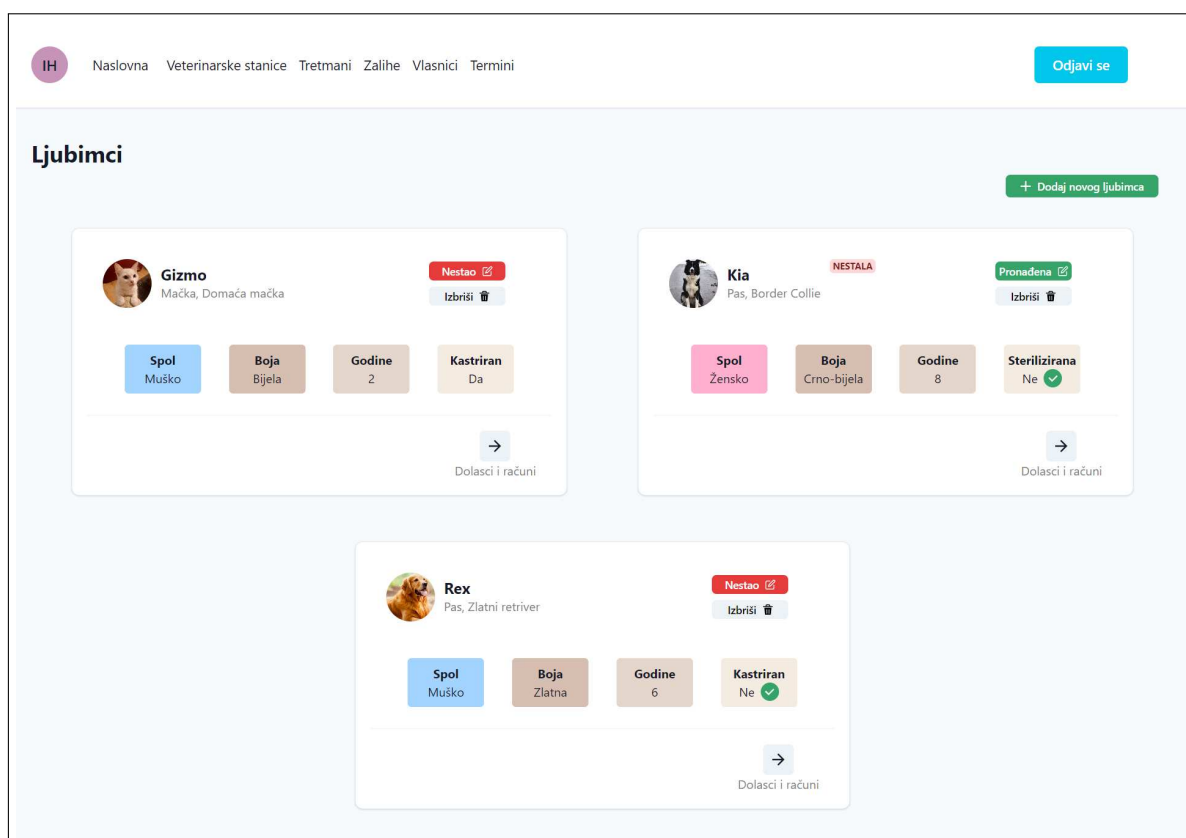 IH Naslovna Veterinarske stanice Tretmani Zalihe Vlasnici Termini Odjavi se
Ljubimci
+ Dodaj novog ljubimca
Gizmo
Mačka, Domaća mačka
Nestao
Izbriši
Spol Boja Godine Kastriran
Muško Bijela 2 Da
Dolasci i računi
Kia NESTALA
Pas, Border Collie
Pronađena
Izbriši
Spol Boja Godine Sterilizirana
Žensko Crno-bijela 8 Ne
Dolasci i računi
Rex
Pas, Zlatni retriver
Nestao
Izbriši
Spol Boja Godine Kastriran
Muško Zlatna 6 Ne
Dolasci i računi